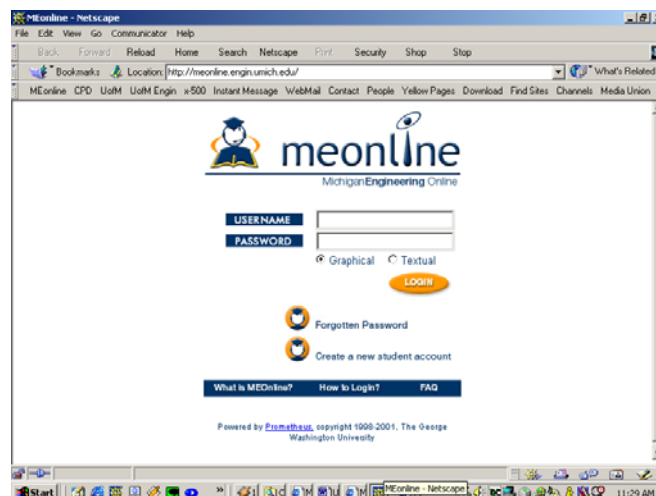 MEonline - Netscape
File Edit View Go Communicator Help
Back Forward Reload Home Search Netscape Print Security Shop Stop
Bookmarks Location: http://meonline.engin.umich.edu/ What's Related
MEonline CPD UofM UofM Engin x-500 Instant Message WebMail Contact People Yellow Pages Download Find Sites Channels Media Union
meonline
MichiganEngineering Online
USERNAME
PASSWORD
Graphical Textual
LOGIN
Forgotten Password
Create a new student account
What is MEOnline? How to Login? FAQ
Powered by Prometheus, copyright 1998-2001, The George
Washington University
MEonline - Netscape
Start 11:29 AM